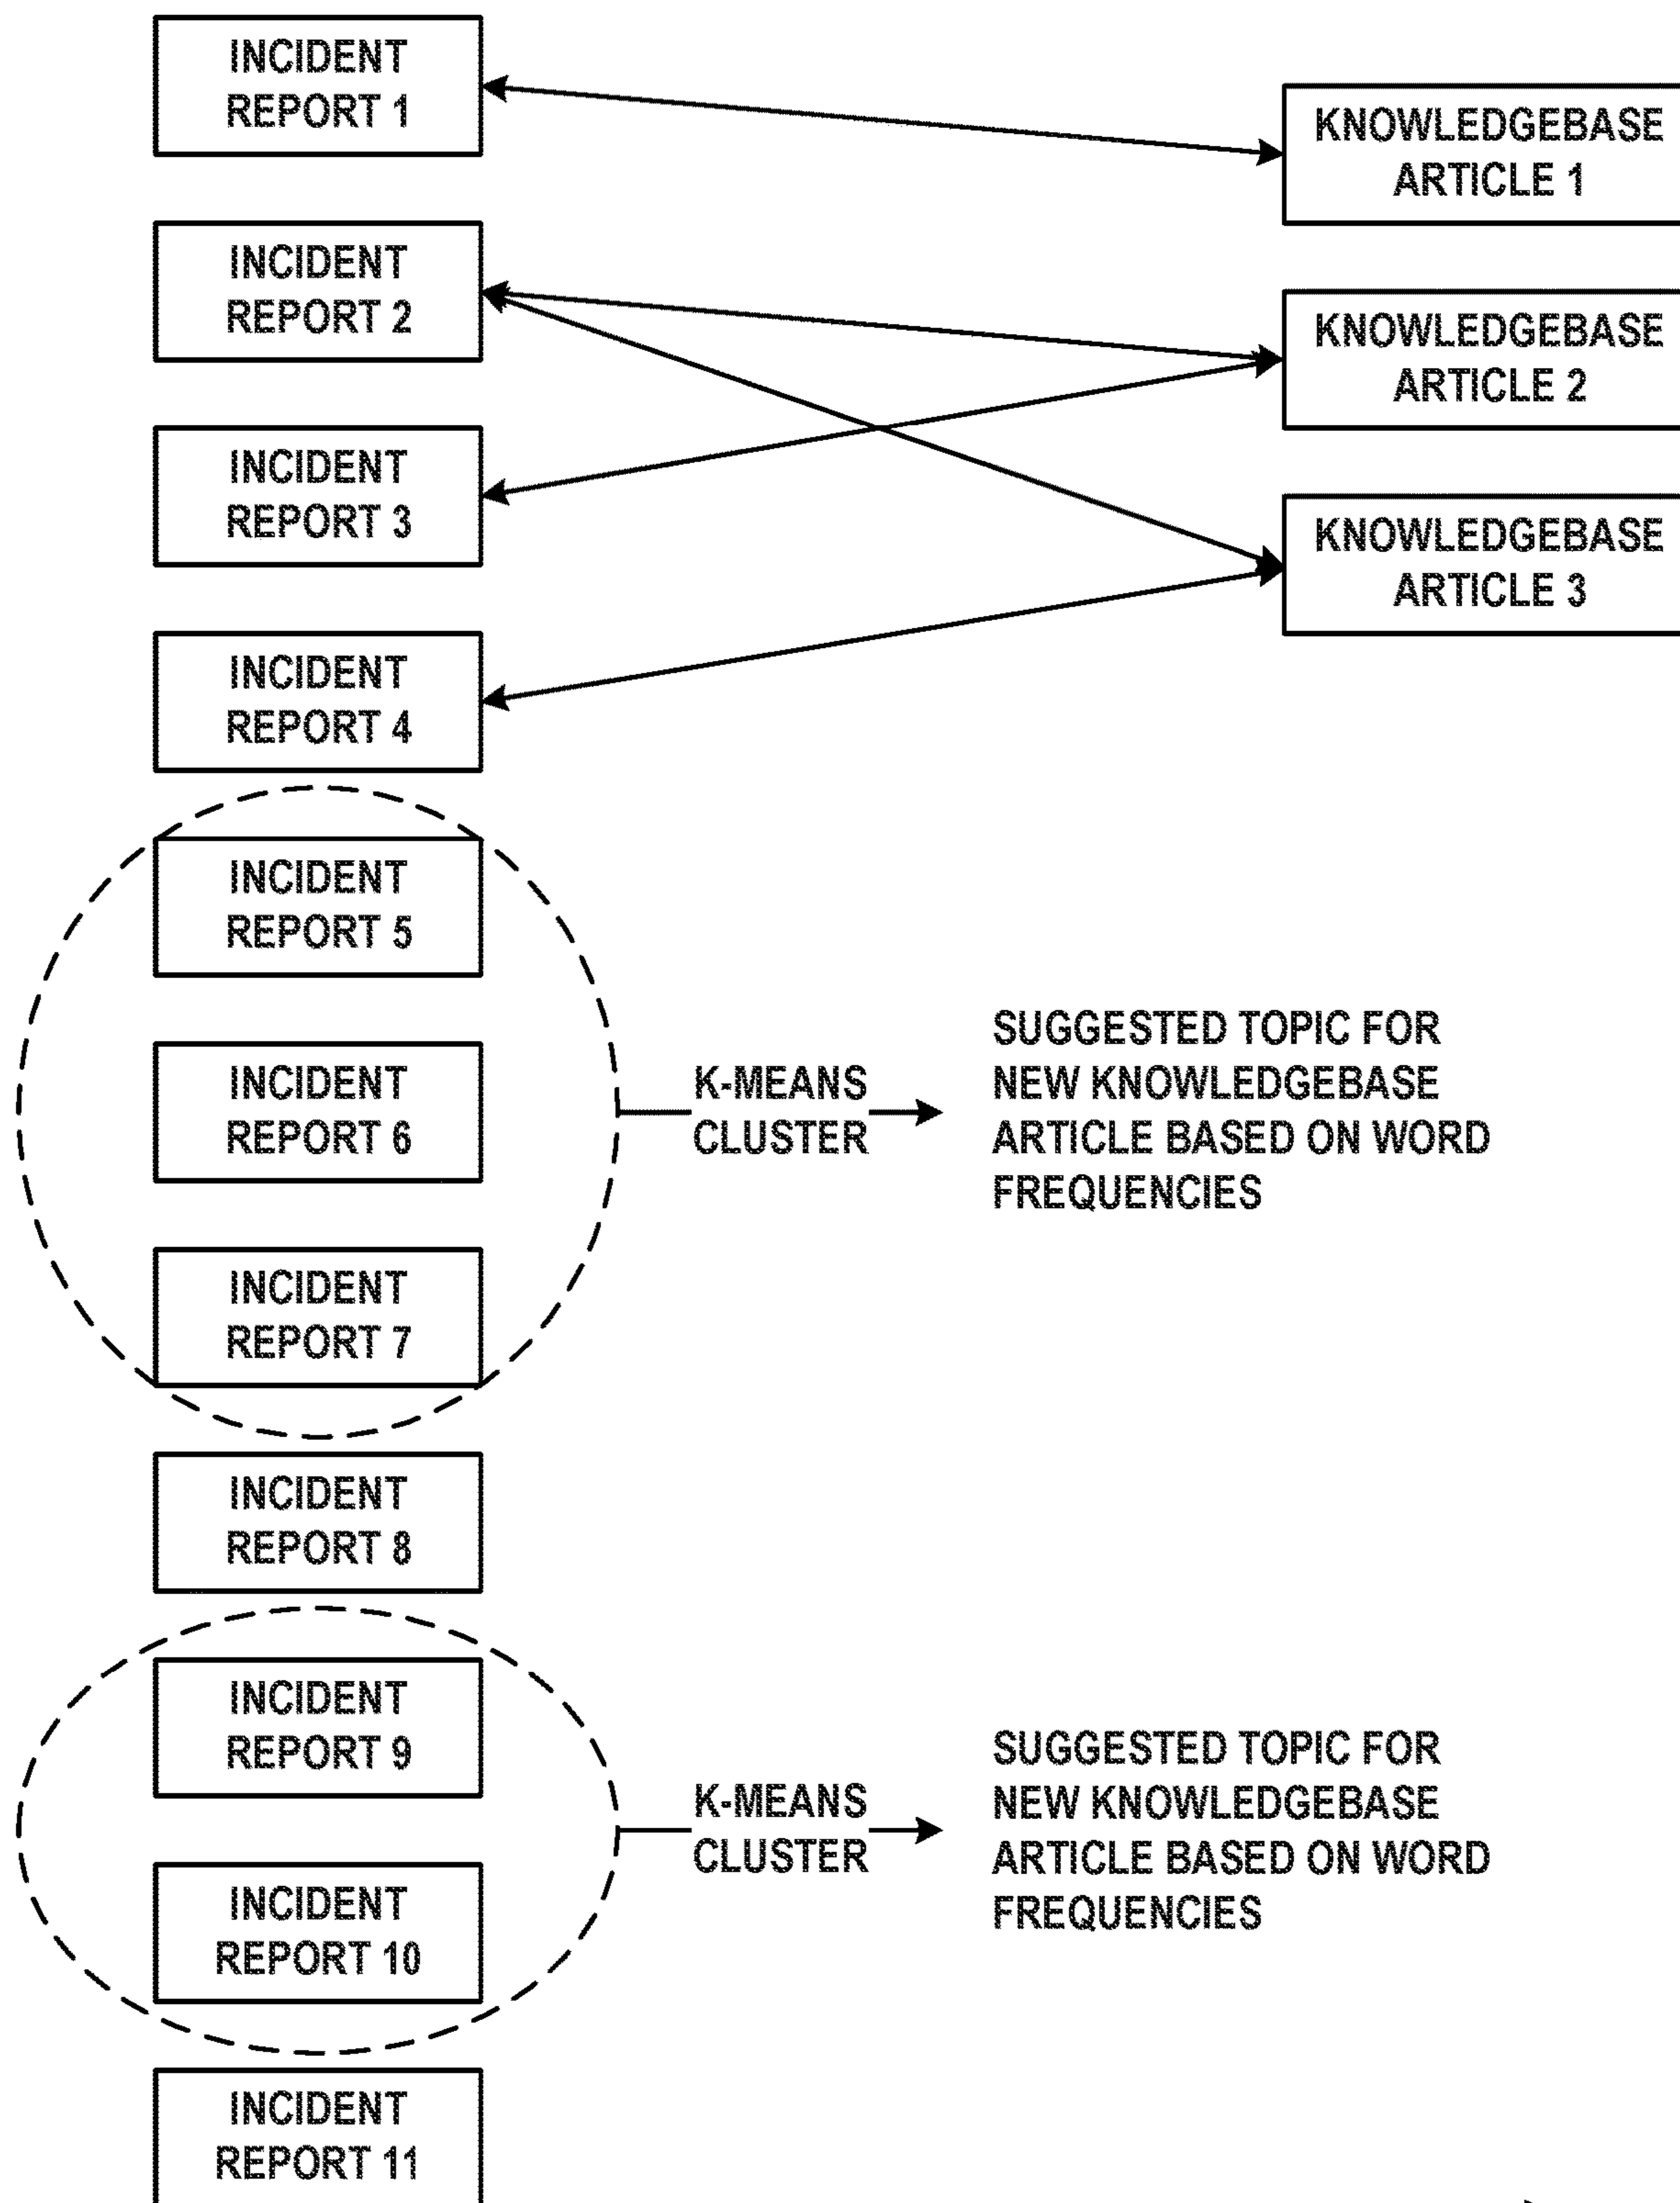 INCIDENT
REPORT 1
KNOWLEDGEBASE
ARTICLE 1
INCIDENT
REPORT 2
KNOWLEDGEBASE
ARTICLE 2
INCIDENT
REPORT 3
KNOWLEDGEBASE
ARTICLE 3
INCIDENT
REPORT 4
INCIDENT
REPORT 5
INCIDENT
REPORT 6
K-MEANS
CLUSTER
SUGGESTED TOPIC FOR
NEW KNOWLEDGEBASE
ARTICLE BASED ON WORD
FREQUENCIES
INCIDENT
REPORT 7
INCIDENT
REPORT 8
INCIDENT
REPORT 9
K-MEANS
CLUSTER
SUGGESTED TOPIC FOR
NEW KNOWLEDGEBASE
ARTICLE BASED ON WORD
FREQUENCIES
INCIDENT
REPORT 10
INCIDENT
REPORT 11